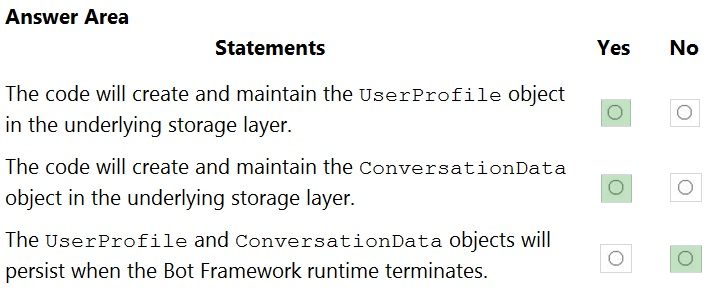 Answer Area
Statements Yes No
The code will create and maintain the UserProfile object
in the underlying storage layer.
The code will create and maintain the ConversationData
object in the underlying storage layer.
The UserProfile and ConversationData objects will
persist when the Bot Framework runtime terminates.